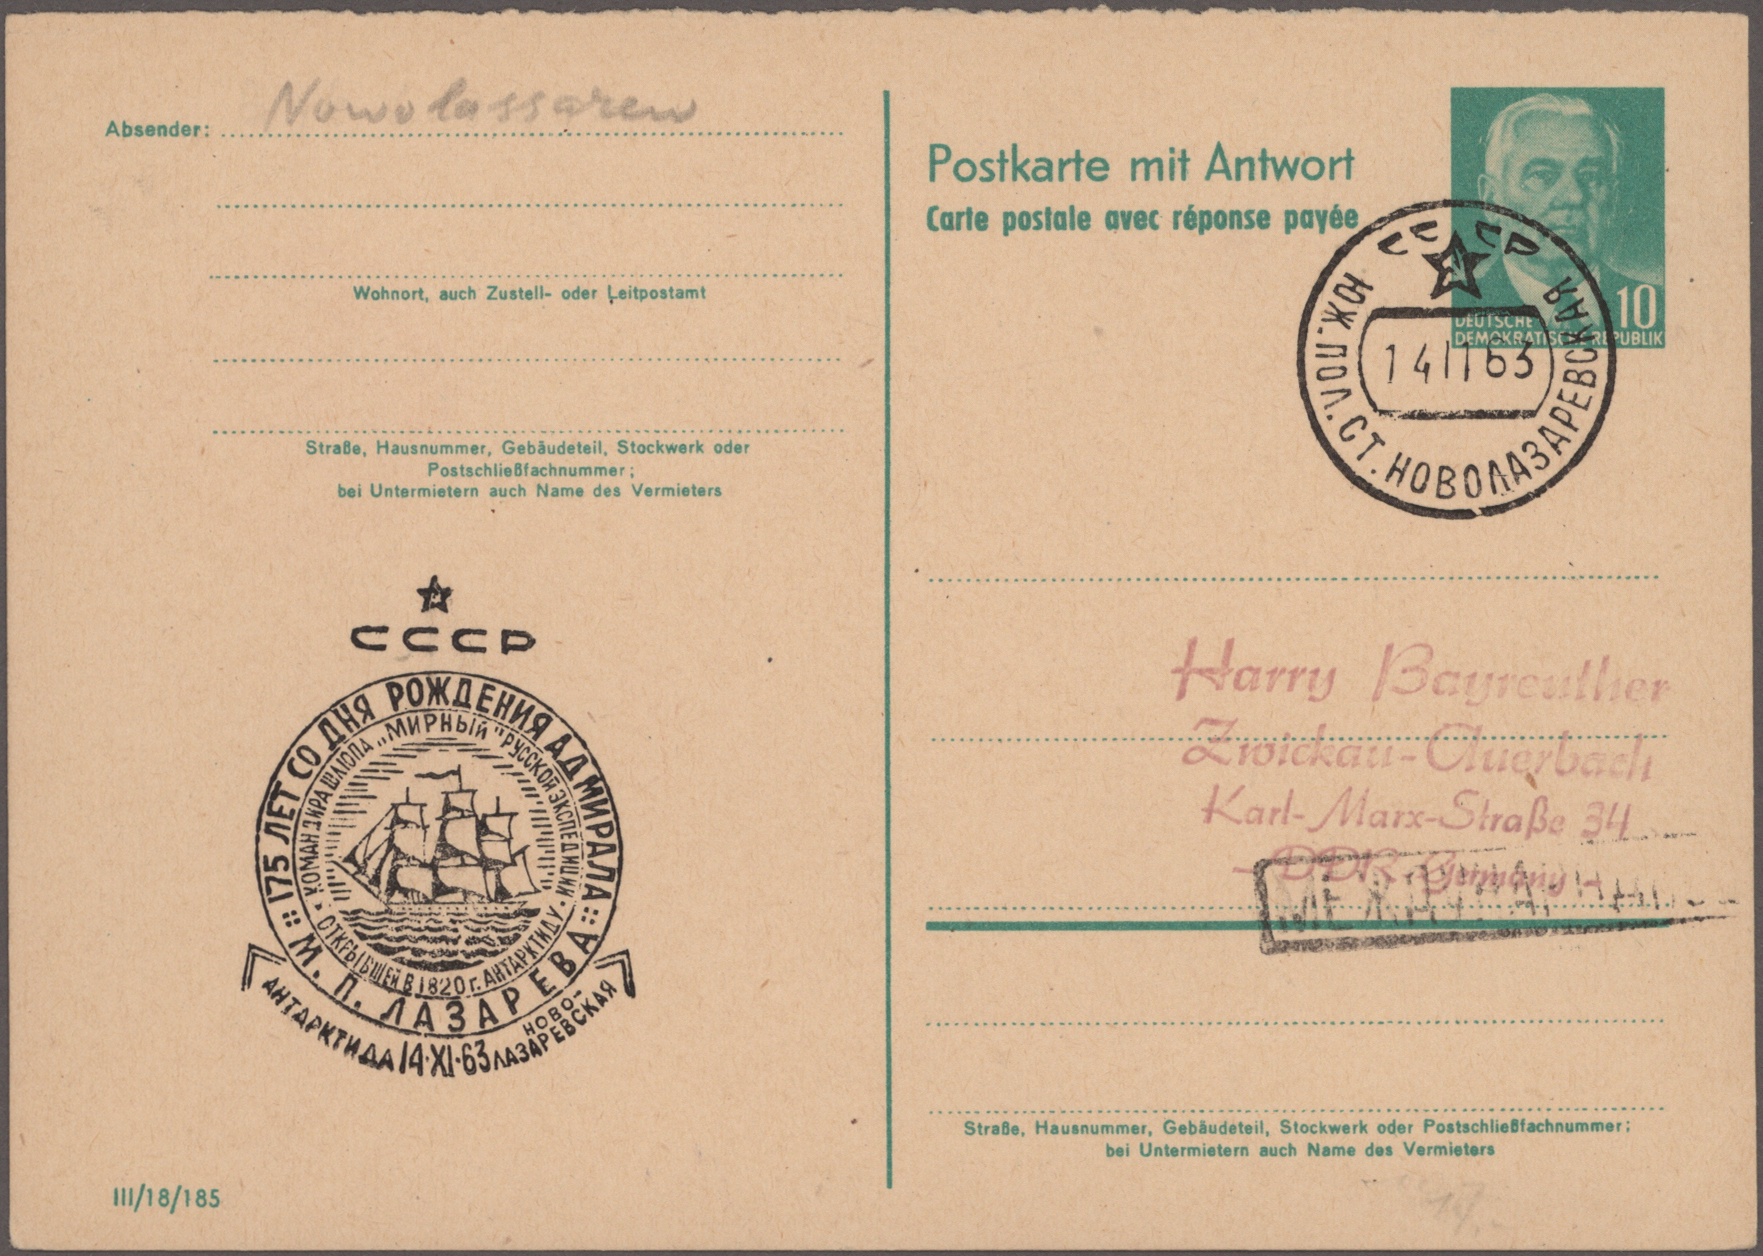 Absender: Nowolassarew
Wohnort, auch Zustell- oder Leitpostamt
Straße, Hausnummer, Gebäudeteil, Stockwerk oder
Postschließfachnummer;
bei Untermietern auch Name des Vermieters
СССР
175 ЛЕТ СО ДНЯ РОЖДЕНИЯ АДМИРАЛА
М. П. ЛАЗАРЕВА
КОМАНДИРА ШЛЮПА „МИРНЫЙ" РУССКОЙ ЭКСПЕДИЦИИ
ОТКРЫВШЕЙ В 1820 г. АНТАРКТИДУ
АНТАРКТИДА 14·XI·63 НОВО-
ЛАЗАРЕВСКАЯ
III/18/185
Postkarte mit Antwort
Carte postale avec réponse payée
10
DEUTSCHE
DEMOKRATISCHE REPUBLIK
СССР
ЮЖ. ПОЛ. СТ. НОВОЛАЗАРЕВСКАЯ
14 11 63
Harry Bayreuther
Zwickau-Auerbach
Karl-Marx-Straße 34
- DDR Germany -
Straße, Hausnummer, Gebäudeteil, Stockwerk oder Postschließfachnummer;
bei Untermietern auch Name des Vermieters